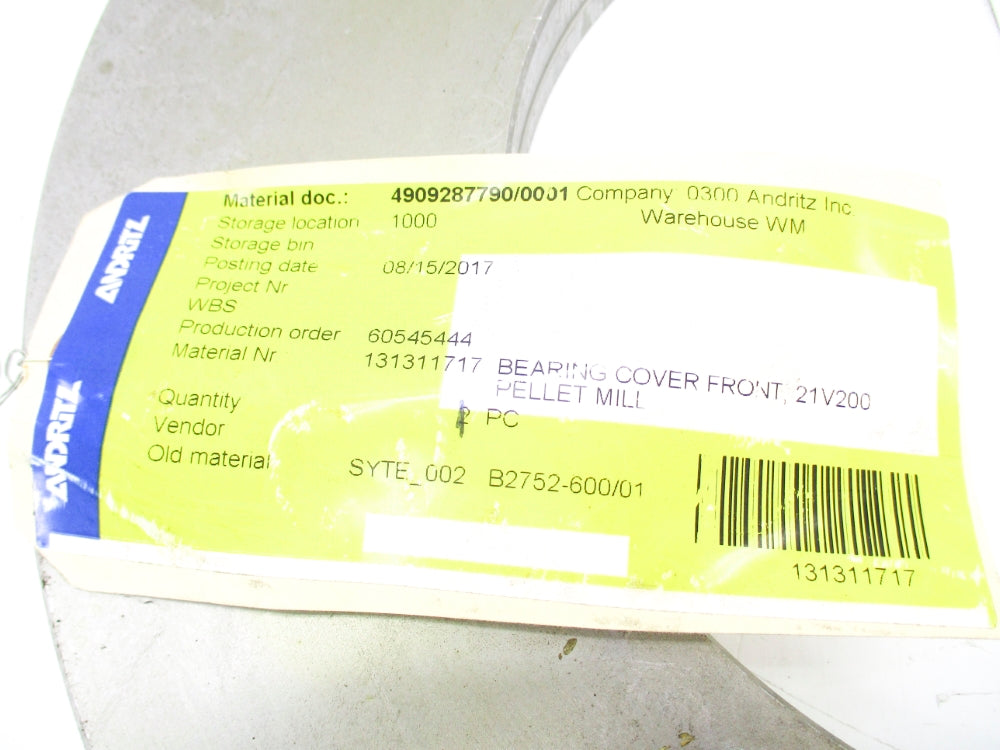 Material doc.: 4909287790/0001 Company 0300 Andritz Inc.
Storage location 1000 Warehouse WM
Storage bin
Posting date 08/15/2017
Project Nr
WBS
Production order 60545444
Material Nr 131311717 BEARING COVER FRONT, 21V200
PELLET MILL
Quantity PC
Vendor
Old material SYTE_002 B2752-600/01
131311717
ANDRITZ
ANDRITZ